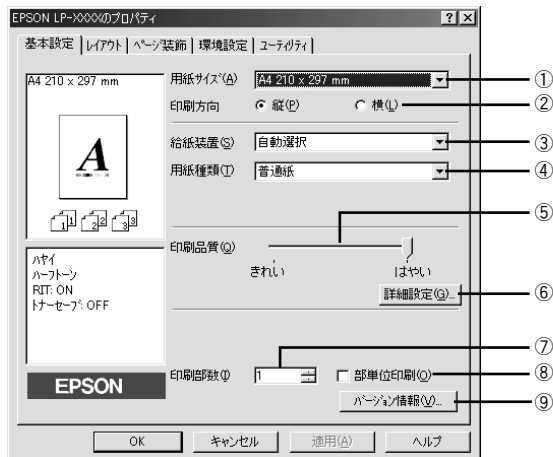 EPSON LP-XXXXのプロパティ
基本設定 レイアウト ページ装飾 環境設定 ユーティリティ
A4 210 x 297 mm
用紙サイズ(A) A4 210 x 297 mm ①
印刷方向 縦(P) 横(L) ②
A
給紙装置(S) 自動選択 ③
用紙種類(T) 普通紙 ④
1 1 2 2 3 3
⑤
印刷品質(Q)
きれい はやい
ハヤイ
ハーフトーン
RIT: ON
トナーセーブ: OFF
詳細設定(G)... ⑥
⑦
印刷部数(I) 1 部単位印刷(O) ⑧
EPSON
バージョン情報(V)... ⑨
OK キャンセル 適用(A) ヘルプ